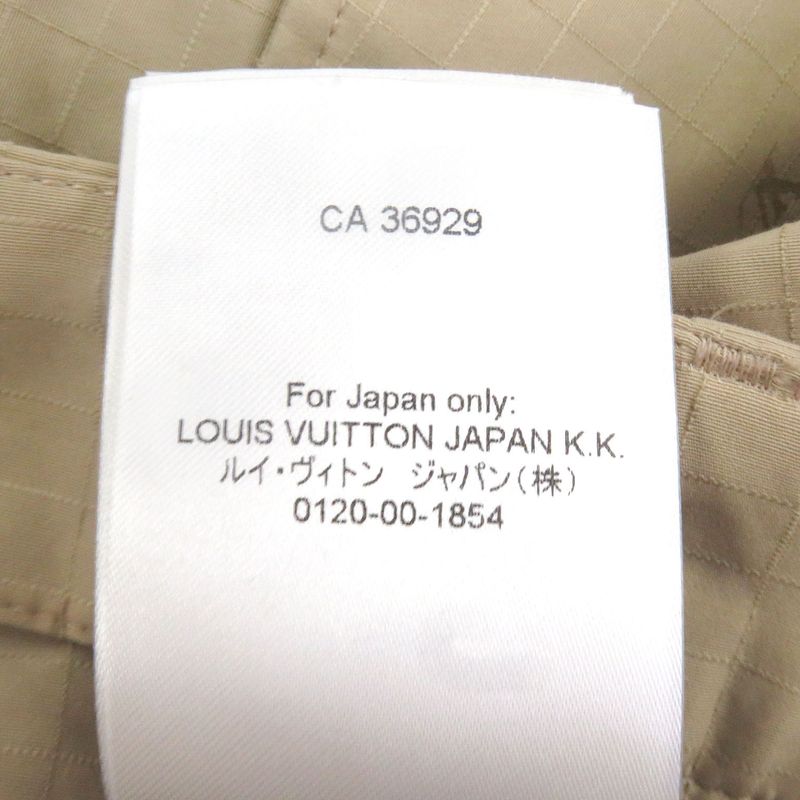 CA 36929
For Japan only:
LOUIS VUITTON JAPAN K.K.
ルイ・ヴィトン ジャパン(株)
0120-00-1854